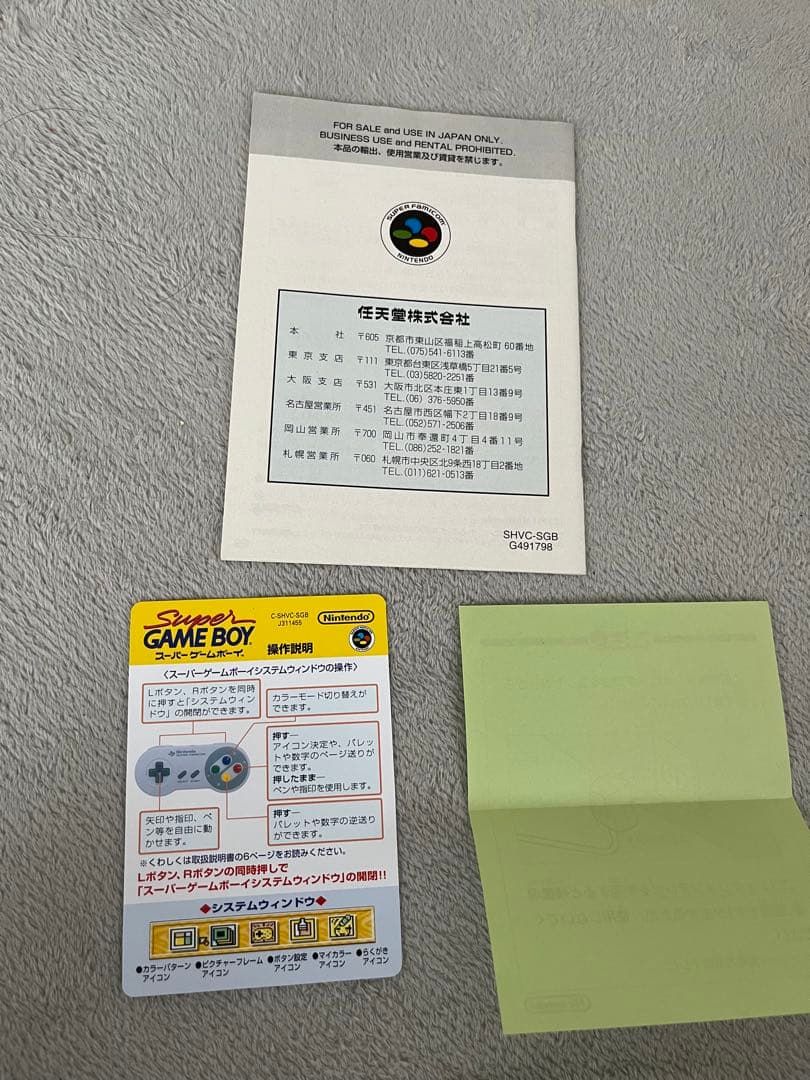 FOR SALE and USE IN JAPAN ONLY.
BUSINESS USE and RENTAL PROHIBITED.
本品の輸出、使用営業及び賃貸を禁じます。
SUPER FAMICOM
NINTENDO
任天堂株式会社
本社 〒605 京都市東山区福稲上高松町60番地
TEL.(075)541-6113番
東京支店 〒111 東京都台東区浅草橋5丁目21番5号
TEL.(03)5820-2251番
大阪支店 〒531 大阪市北区本庄東1丁目13番9号
TEL.(06) 376-5950番
名古屋営業所 〒451 名古屋市西区幅下2丁目18番9号
TEL.(052)571-2506番
岡山営業所 〒700 岡山市奉還町4丁目4番11号
TEL.(086)252-1821番
札幌営業所 〒060 札幌市中央区北9条西18丁目2番地
TEL.(011)621-0513番
SHVC-SGB
G491798
Super
GAME BOY
スーパーゲームボーイ
操作説明
C-SHVC-SGB
J311455
Nintendo
〈スーパーゲームボーイシステムウィンドウの操作〉
Lボタン、Rボタンを同時
に押すと「システムウィン
ドウ」の開閉ができます。
カラーモード切り替えが
できます。
押す―
アイコン決定や、パレッ
トや数字のページ送りが
できます。
押したまま―
ペンや指印を使用します。
Nintendo
矢印や指印、ペ
ン等を自由に動
かせます。
押す―
パレットや数字の逆送り
ができます。
※くわしくは取扱説明書の6ページをお読みください。
Lボタン、Rボタンの同時押しで
「スーパーゲームボーイシステムウィンドウ」の開閉!!
◆システムウィンドウ◆
●カラーパターン
アイコン
●ピクチャーフレーム
アイコン
●ボタン設定
アイコン
●マイカラー
アイコン
●らくがき
アイコン